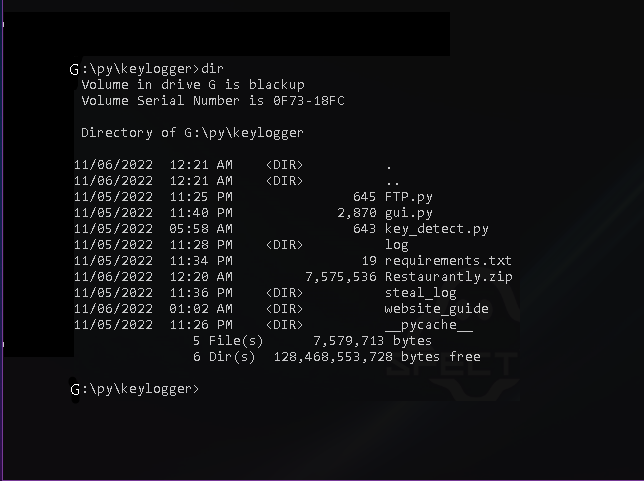 G:\py\keylogger>dir
Volume in drive G is blackup
Volume Serial Number is 0F73-18FC
Directory of G:\py\keylogger
11/06/2022 12:21 AM <DIR> .
11/06/2022 12:21 AM <DIR> ..
11/05/2022 11:25 PM 645 FTP.py
11/05/2022 11:40 PM 2,870 gui.py
11/05/2022 05:58 AM 643 key_detect.py
11/05/2022 11:28 PM <DIR> log
11/05/2022 11:34 PM 19 requirements.txt
11/06/2022 12:20 AM 7,575,536 Restaurantly.zip
11/05/2022 11:36 PM <DIR> steal_log
11/06/2022 01:02 AM <DIR> website_guide
11/05/2022 11:26 PM <DIR> __pycache__
5 File(s) 7,579,713 bytes
6 Dir(s) 128,468,553,728 bytes free
G:\py\keylogger>